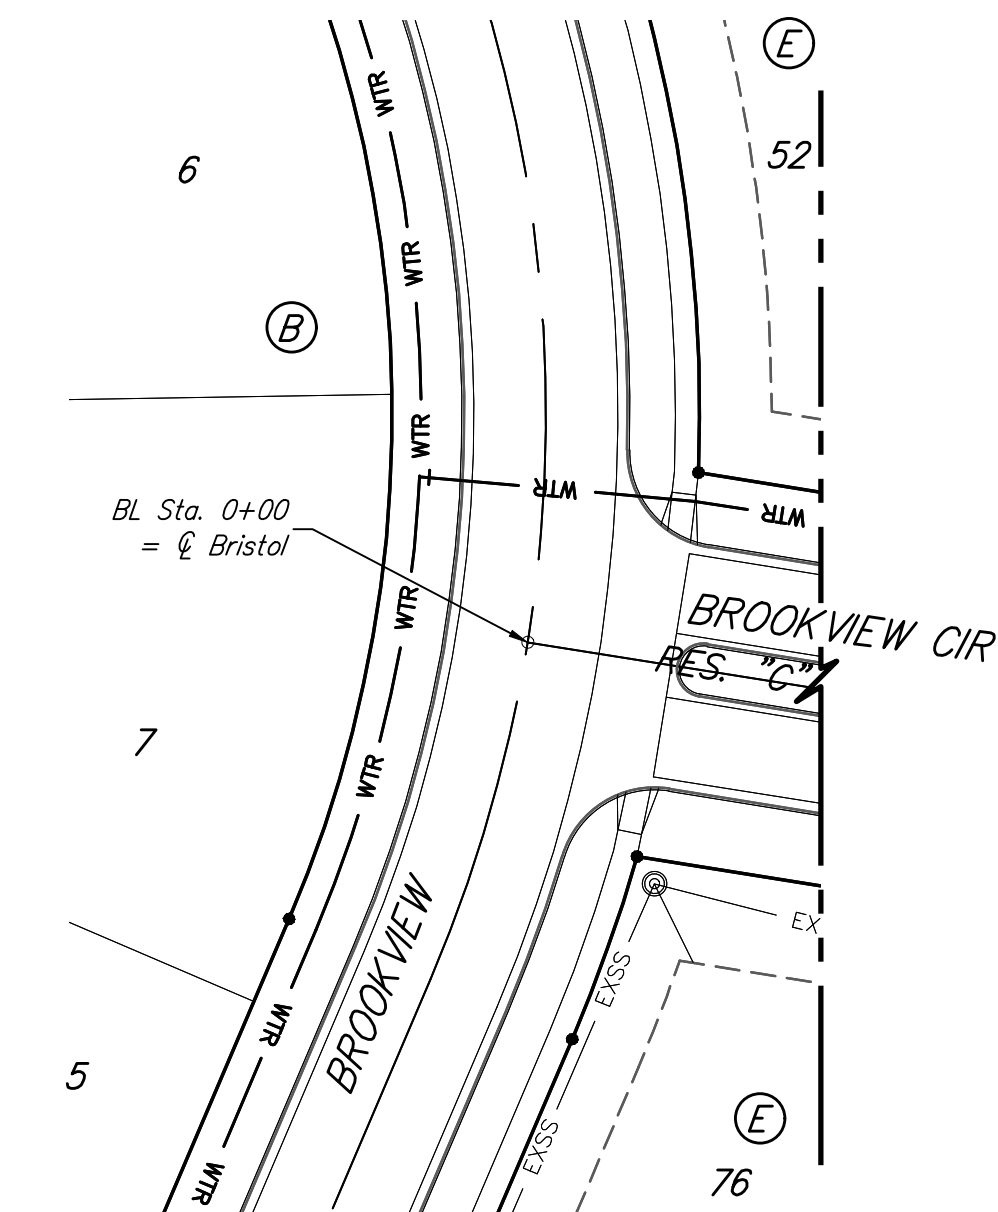 E
WTR
52
6
WTR
B
WTR
WTR
BL Sta. 0+00
= ℄ Bristol
WTR
WTR
BROOKVIEW CIR
RES. "C"
7
WTR
BROOKVIEW
EX
EXSS
WTR
5
E
EXSS
WTR
76